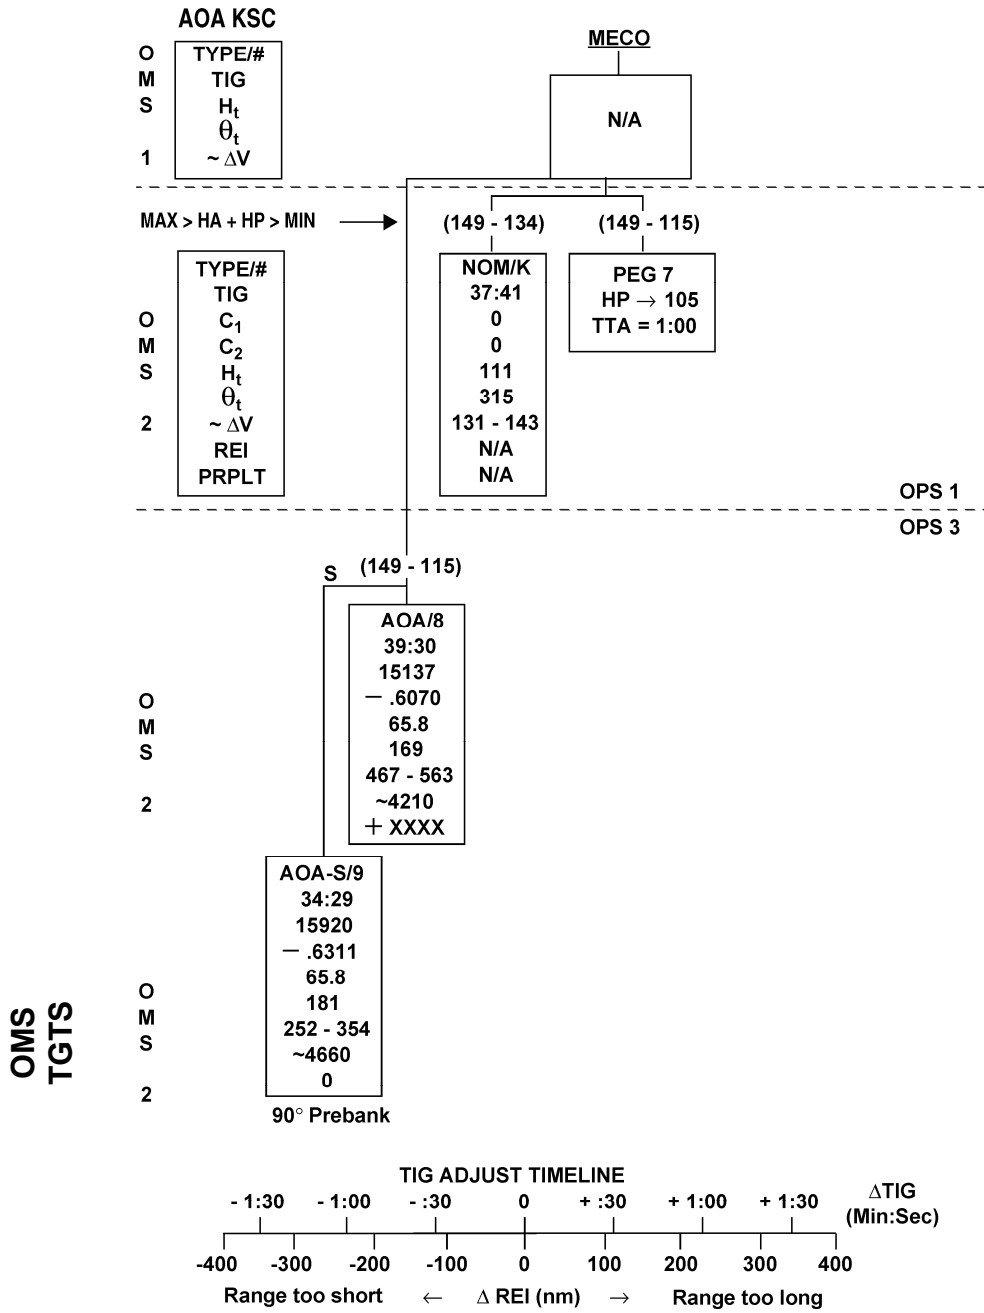 AOA KSC
MECO
O
M
S
1
TYPE/#
TIG
Ht
θt
~ ΔV
N/A
MAX > HA + HP > MIN
(149 - 134)
(149 - 115)
O
M
S
2
TYPE/#
TIG
C1
C2
Ht
θt
~ ΔV
REI
PRPLT
NOM/K
37:41
0
0
111
315
131 - 143
N/A
N/A
PEG 7
HP → 105
TTA = 1:00
OPS 1
OPS 3
S
(149 - 115)
O
M
S
2
AOA/8
39:30
15137
— .6070
65.8
169
467 - 563
~4210
+ XXXX
O
M
S
2
AOA-S/9
34:29
15920
— .6311
65.8
181
252 - 354
~4660
0
90° Prebank
OMS
TGTS
TIG ADJUST TIMELINE
- 1:30 - 1:00 - :30 0 + :30 + 1:00 + 1:30
ΔTIG
(Min:Sec)
-400 -300 -200 -100 0 100 200 300 400
Range too short ← Δ REI (nm) → Range too long